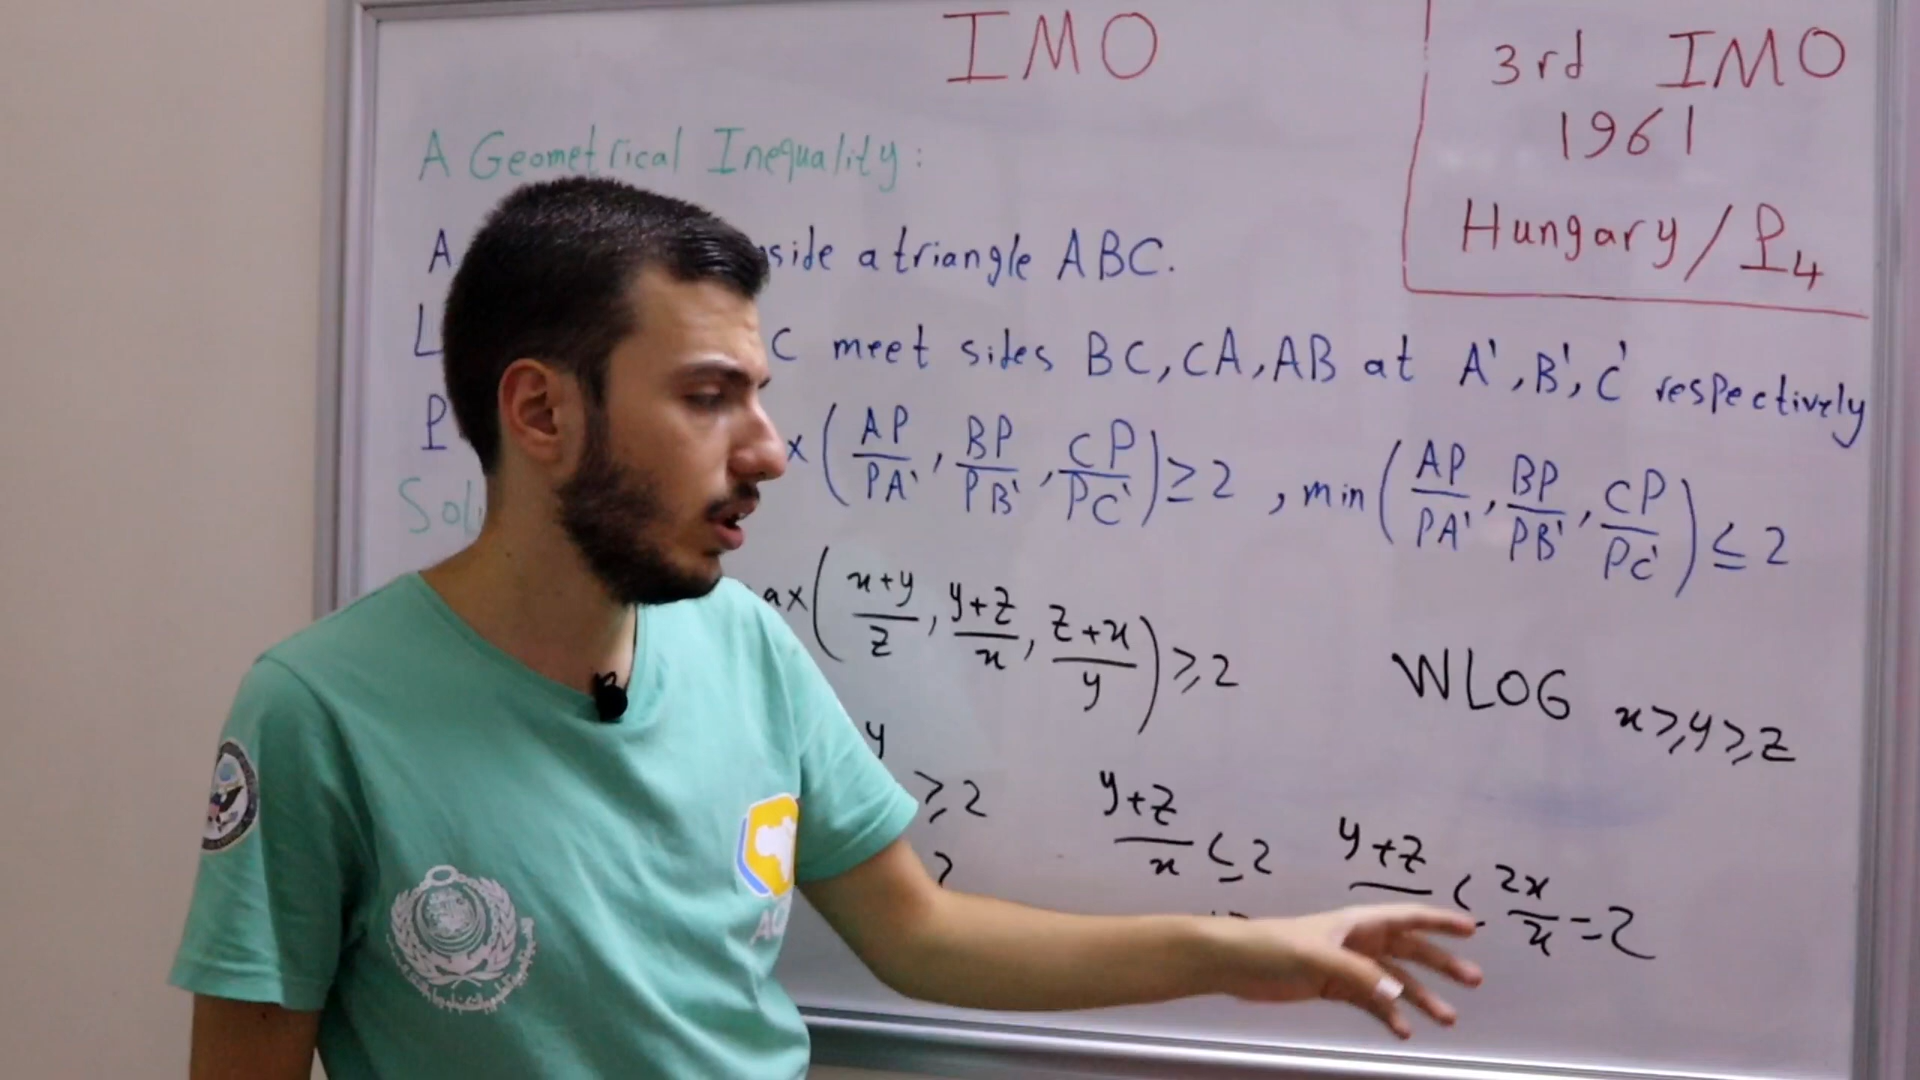 IMO
3rd IMO
1961
Hungary / P4
A Geometrical Inequality:
A side a triangle ABC.
L C meet sides BC, CA, AB at A', B', C' respectively
P x (AP/PA', BP/PB', CP/PC') ≥ 2 , min (AP/PA', BP/PB', CP/PC') ≤ 2
Sol
ax (x+y/z, y+z/x, z+x/y) ≥ 2
WLOG x ≥ y ≥ z
y
≥ 2 y+z/x ≤ 2 y+z ≤ 2x/x = 2
2